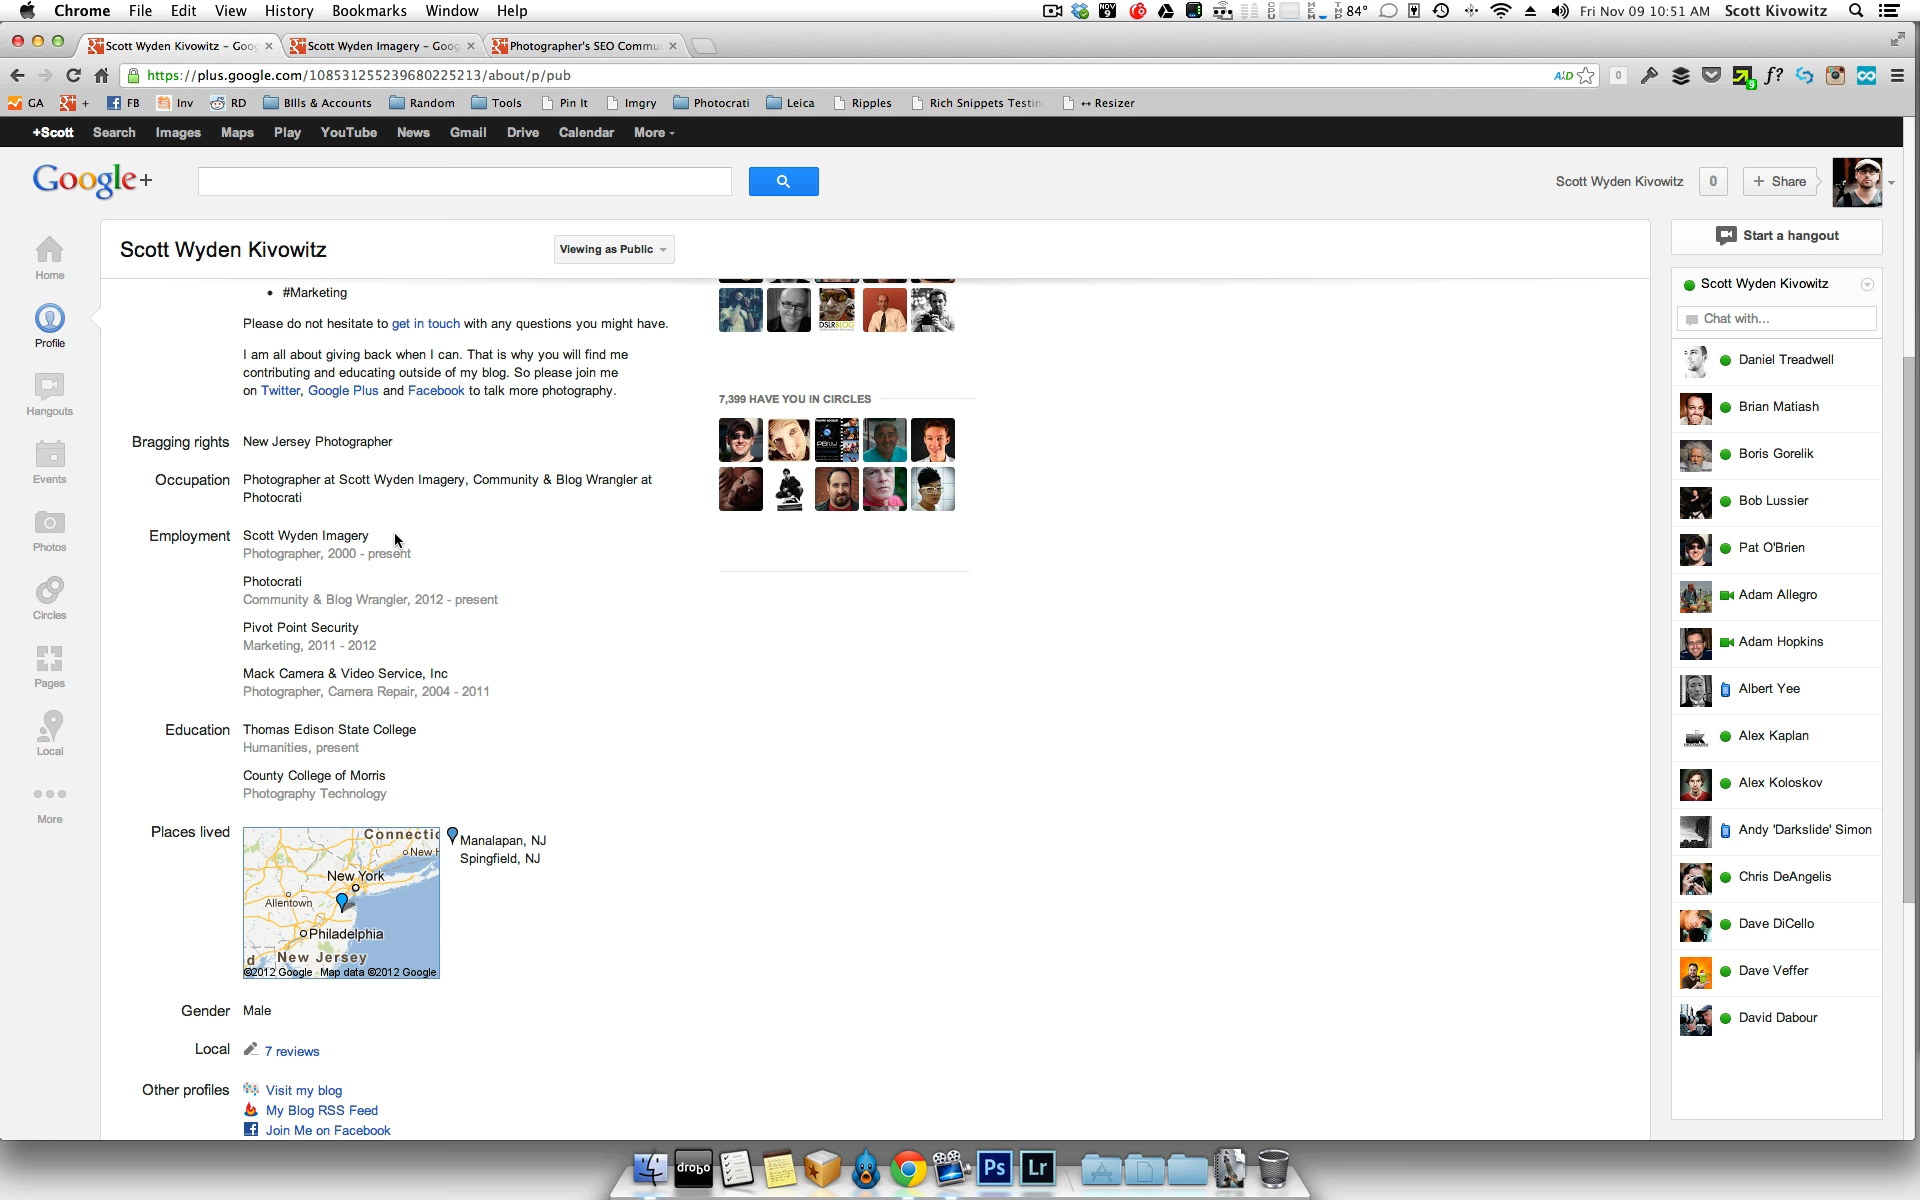 Chrome File Edit View History Bookmarks Window Help 84° Fri Nov 09 10:51 AM Scott Kivowitz
Scott Wyden Kivowitz – Goog Scott Wyden Imagery – Goog Photographer's SEO Commu
https://plus.google.com/108531255239680225213/about/p/pub
GA + FB Inv RD BIlls & Accounts Random Tools Pin It Imgry Photocrati Leica Ripples Rich Snippets Testin ↔ Resizer
+Scott Search Images Maps Play YouTube News Gmail Drive Calendar More
Google+
Scott Wyden Kivowitz 0 + Share
Scott Wyden Kivowitz
Viewing as Public
Start a hangout
Home
Profile
Hangouts
Events
Photos
Circles
Pages
Local
More
• #Marketing
Please do not hesitate to get in touch with any questions you might have.
I am all about giving back when I can. That is why you will find me
contributing and educating outside of my blog. So please join me
on Twitter, Google Plus and Facebook to talk more photography.
Bragging rights New Jersey Photographer
Occupation Photographer at Scott Wyden Imagery, Community & Blog Wrangler at
Photocrati
Employment Scott Wyden Imagery
Photographer, 2000 - present
Photocrati
Community & Blog Wrangler, 2012 - present
Pivot Point Security
Marketing, 2011 - 2012
Mack Camera & Video Service, Inc
Photographer, Camera Repair, 2004 - 2011
Education Thomas Edison State College
Humanities, present
County College of Morris
Photography Technology
Places lived
Connectic
New H
New York
Allentown
Philadelphia
d New Jersey
©2012 Google - Map data ©2012 Google
Manalapan, NJ
Spingfield, NJ
Gender Male
Local 7 reviews
Other profiles Visit my blog
My Blog RSS Feed
Join Me on Facebook
DSLRBLOG
7,399 HAVE YOU IN CIRCLES
Scott Wyden Kivowitz
Chat with...
Daniel Treadwell
Brian Matiash
Boris Gorelik
Bob Lussier
Pat O'Brien
Adam Allegro
Adam Hopkins
Albert Yee
Alex Kaplan
Alex Koloskov
Andy 'Darkslide' Simon
Chris DeAngelis
Dave DiCello
Dave Veffer
David Dabour
drobo Ps Lr